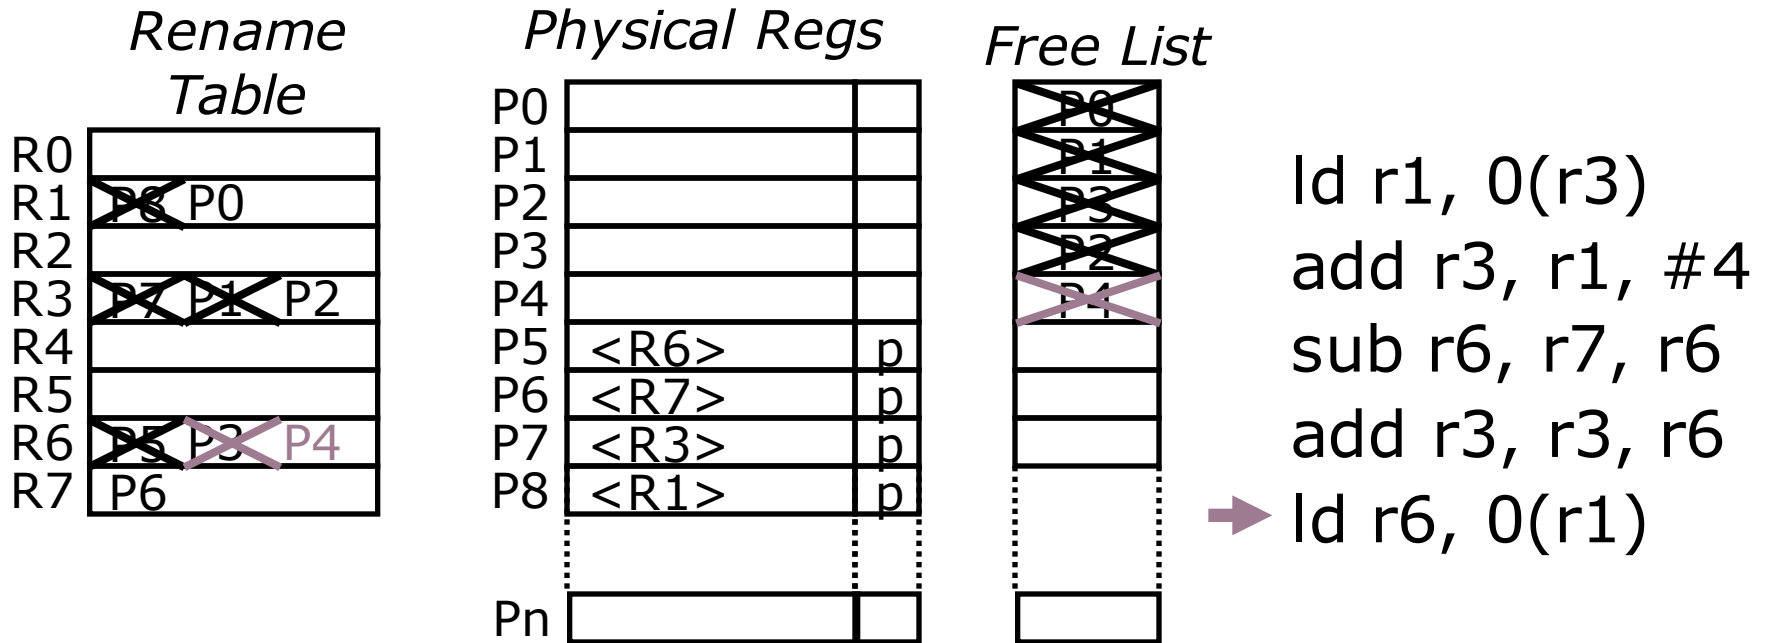 Rename
Table
R0
R1 P8 P0
R2
R3 P7 P1 P2
R4
R5
R6 P5 P3 P4
R7 P6
Physical Regs
P0
P1
P2
P3
P4
P5 <R6> p
P6 <R7> p
P7 <R3> p
P8 <R1> p
Pn
Free List
P0
P1
P3
P2
P4
ld r1, 0(r3)
add r3, r1, #4
sub r6, r7, r6
add r3, r3, r6
ld r6, 0(r1)